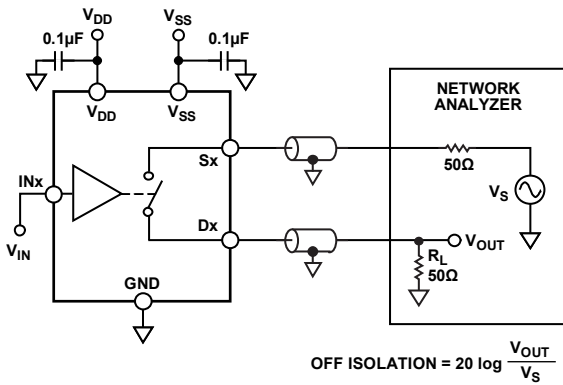 VDD
VSS
0.1µF
0.1µF
VDD
VSS
NETWORK
ANALYZER
Sx
50Ω
INx
VS
Dx
VOUT
VIN
RL
50Ω
GND
OFF ISOLATION = 20 log VOUT
VS